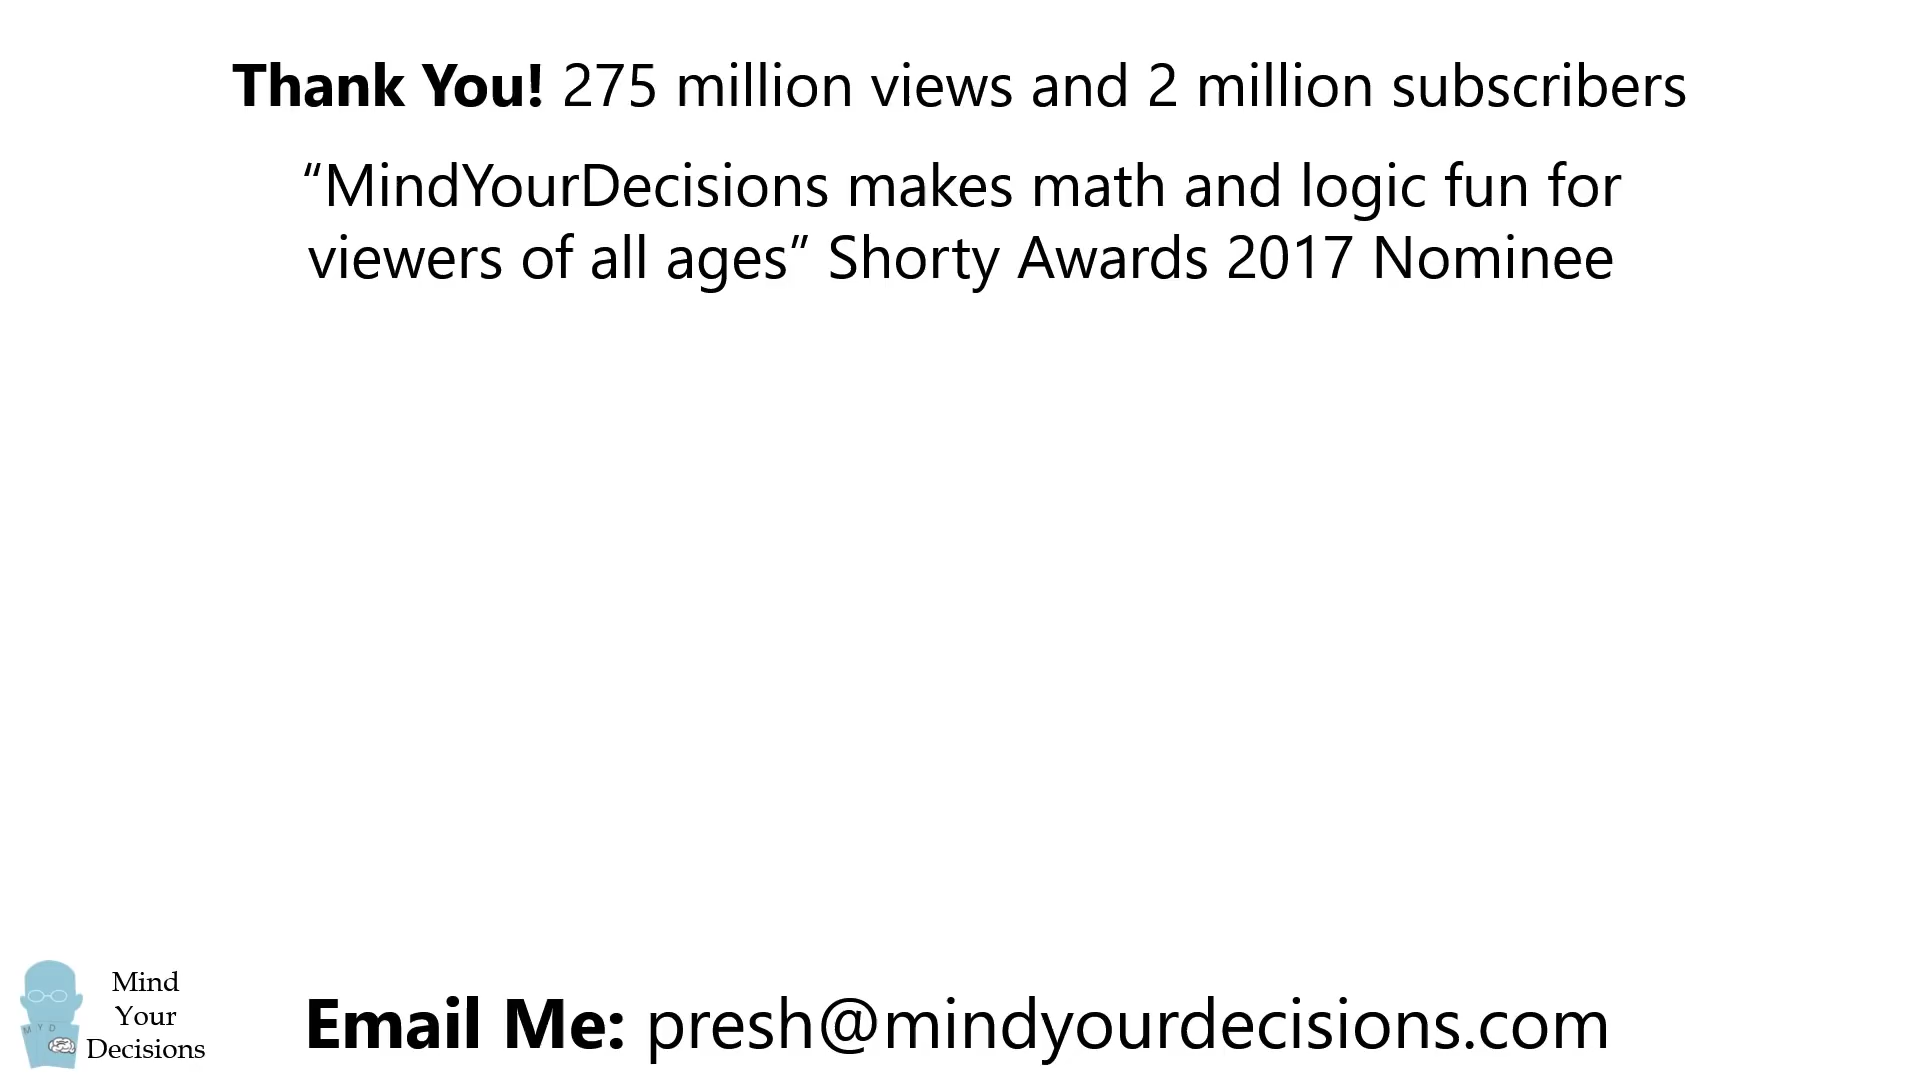 Thank You! 275 million views and 2 million subscribers
“MindYourDecisions makes math and logic fun for
viewers of all ages” Shorty Awards 2017 Nominee
M Y D
Mind
Your
Decisions
Email Me: presh@mindyourdecisions.com